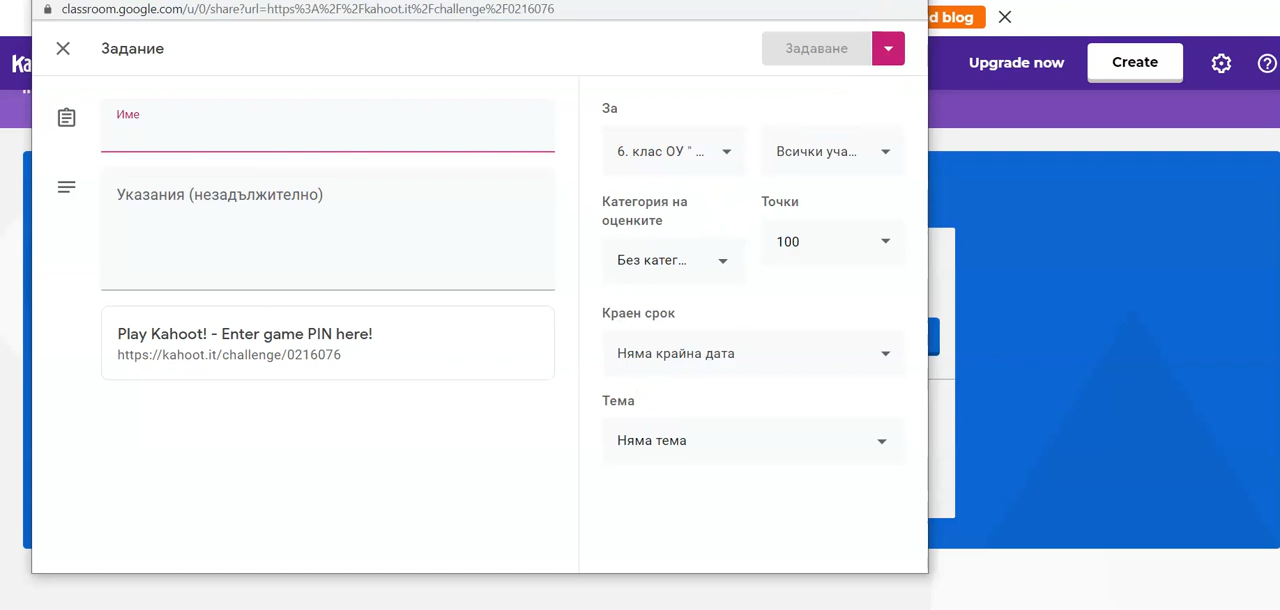 classroom.google.com/u/0/share?url=https%3A%2F%2Fkahoot.it%2Fchallenge%2F0216076
d blog
Задание
Задаване
Ka
Upgrade now
Create
Име
Указания (незадължително)
Play Kahoot! - Enter game PIN here!
https://kahoot.it/challenge/0216076
За
6. клас ОУ " ...
Всички уча...
Категория на
оценките
Точки
Без катег...
100
Краен срок
Няма крайна дата
Тема
Няма тема